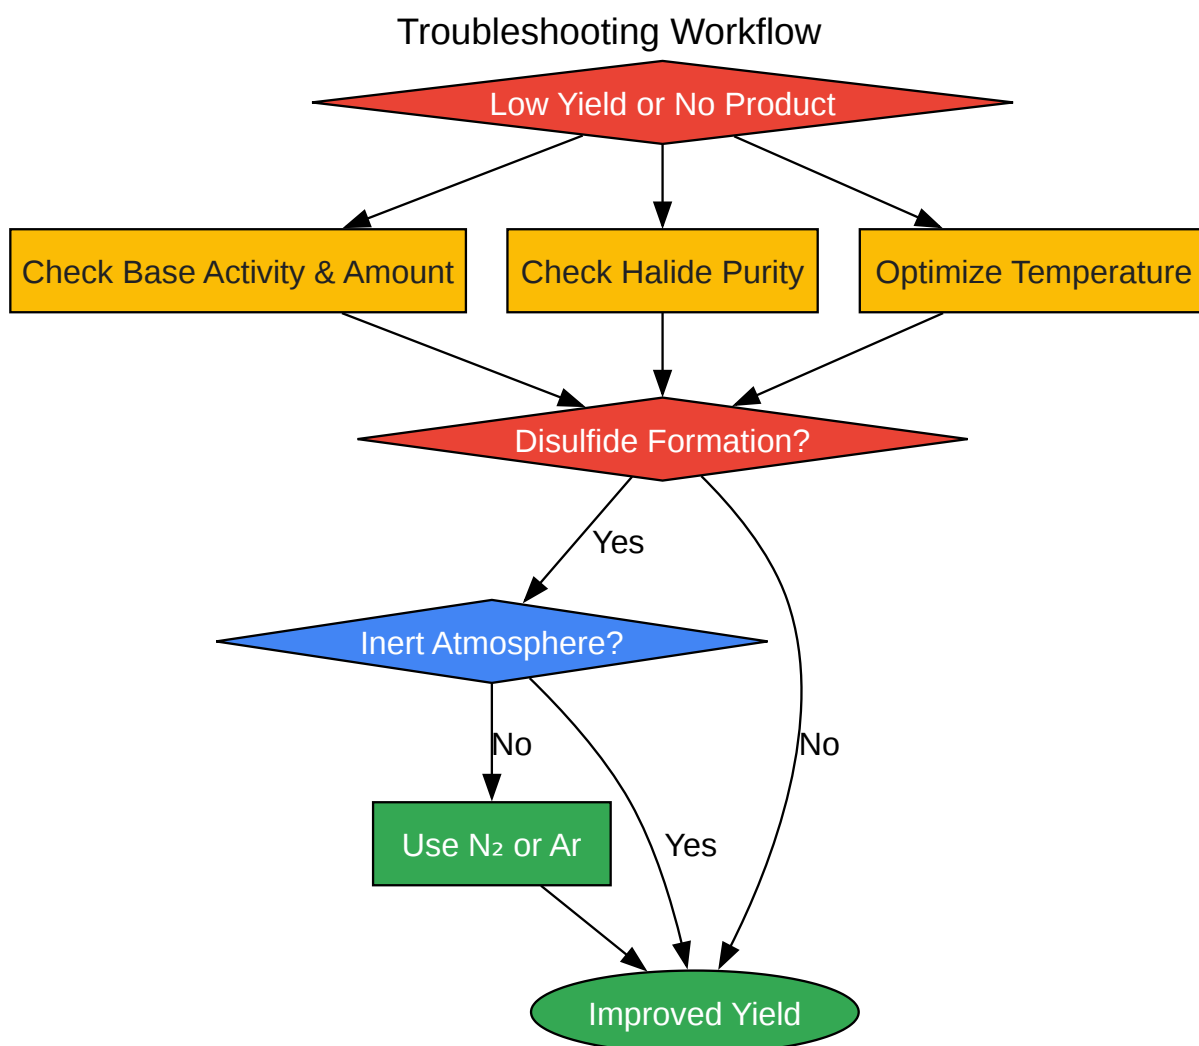 Troubleshooting Workflow
Low Yield or No Product
Check Base Activity & Amount
Check Halide Purity
Optimize Temperature
Disulfide Formation?
Yes
Inert Atmosphere?
No
No
Use N₂ or Ar
Yes
Improved Yield